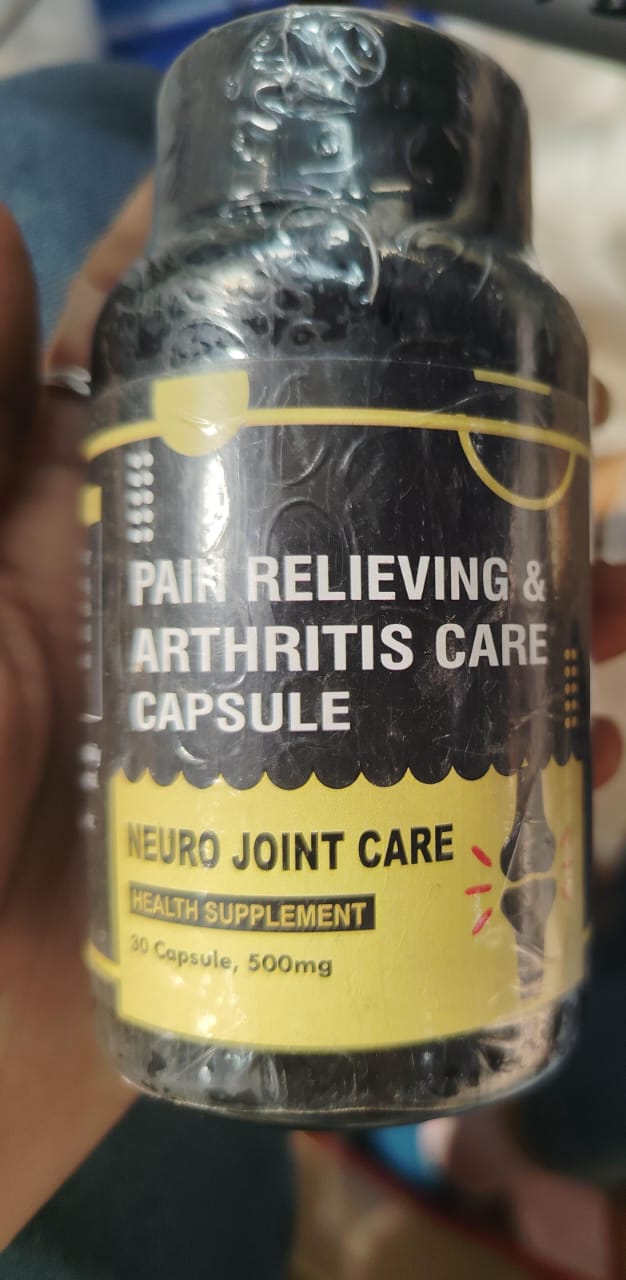 PAIN RELIEVING &
ARTHRITIS CARE
CAPSULE
NEURO JOINT CARE
HEALTH SUPPLEMENT
30 Capsule, 500mg